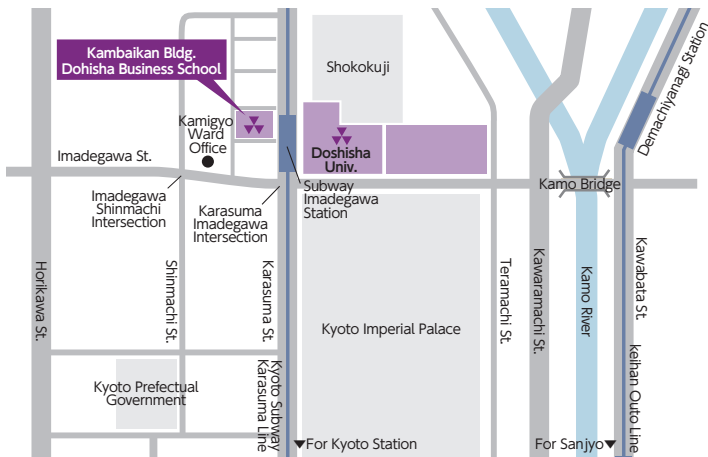 Kambaikan Bldg.
Dohisha Business School
Shokokuji
Demachiyanagi Station
Kamigyo
Ward
Office
Doshisha
Univ.
Imadegawa St.
Kamo Bridge
Subway
Imadegawa
Station
Imadegawa
Shinmachi
Intersection
Karasuma
Imadegawa
Intersection
Horikawa St.
Shinmachi St.
Karasuma St.
Teramachi St.
Kawaramachi St.
Kamo River
Kawabata St.
Kyoto Imperial Palace
Kyoto Subway
Karasuma Line
keihan Outo Line
Kyoto Prefectual
Government
For Kyoto Station
For Sanjyo